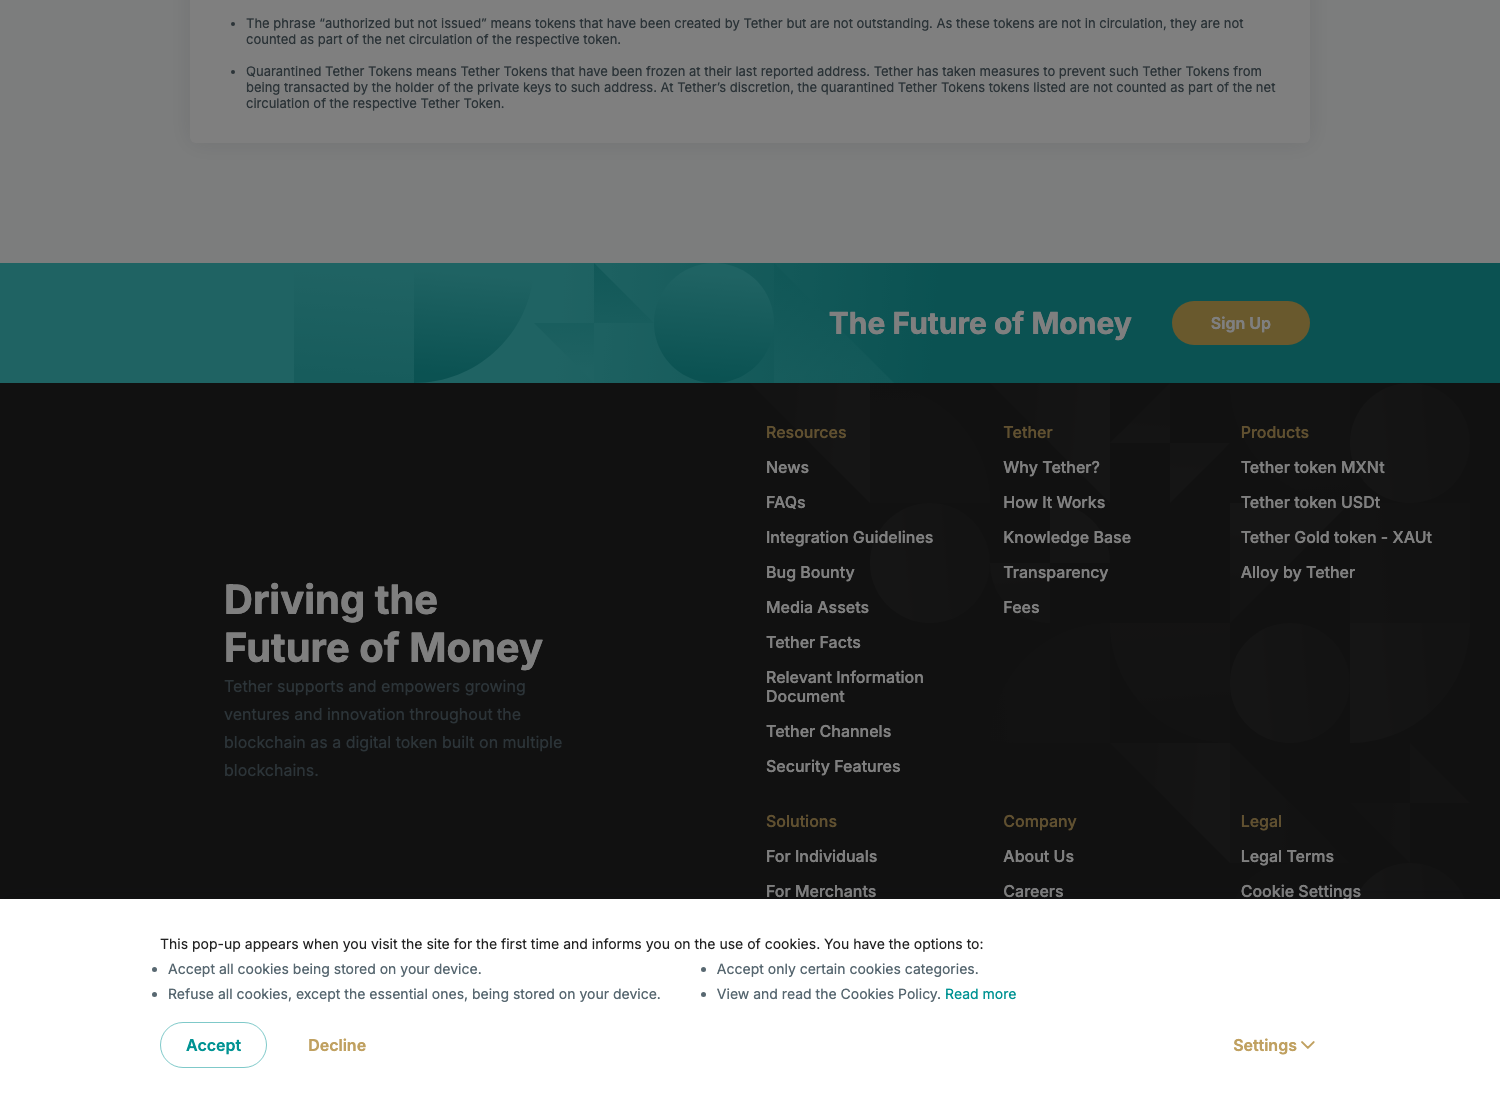 The phrase “authorized but not issued” means tokens that have been created by Tether but are not outstanding. As these tokens are not in circulation, they are not
counted as part of the net circulation of the respective token.
Quarantined Tether Tokens means Tether Tokens that have been frozen at their last reported address. Tether has taken measures to prevent such Tether Tokens from
being transacted by the holder of the private keys to such address. At Tether’s discretion, the quarantined Tether Tokens tokens listed are not counted as part of the net
circulation of the respective Tether Token.
The Future of Money
Sign Up
Driving the
Future of Money
Tether supports and empowers growing
ventures and innovation throughout the
blockchain as a digital token built on multiple
blockchains.
Resources
News
FAQs
Integration Guidelines
Bug Bounty
Media Assets
Tether Facts
Relevant Information
Document
Tether Channels
Security Features
Tether
Why Tether?
How It Works
Knowledge Base
Transparency
Fees
Products
Tether token MXNt
Tether token USDt
Tether Gold token - XAUt
Alloy by Tether
Solutions
For Individuals
For Merchants
Company
About Us
Careers
Legal
Legal Terms
Cookie Settings
This pop-up appears when you visit the site for the first time and informs you on the use of cookies. You have the options to:
Accept all cookies being stored on your device.
Refuse all cookies, except the essential ones, being stored on your device.
Accept only certain cookies categories.
View and read the Cookies Policy. Read more
Accept
Decline
Settings